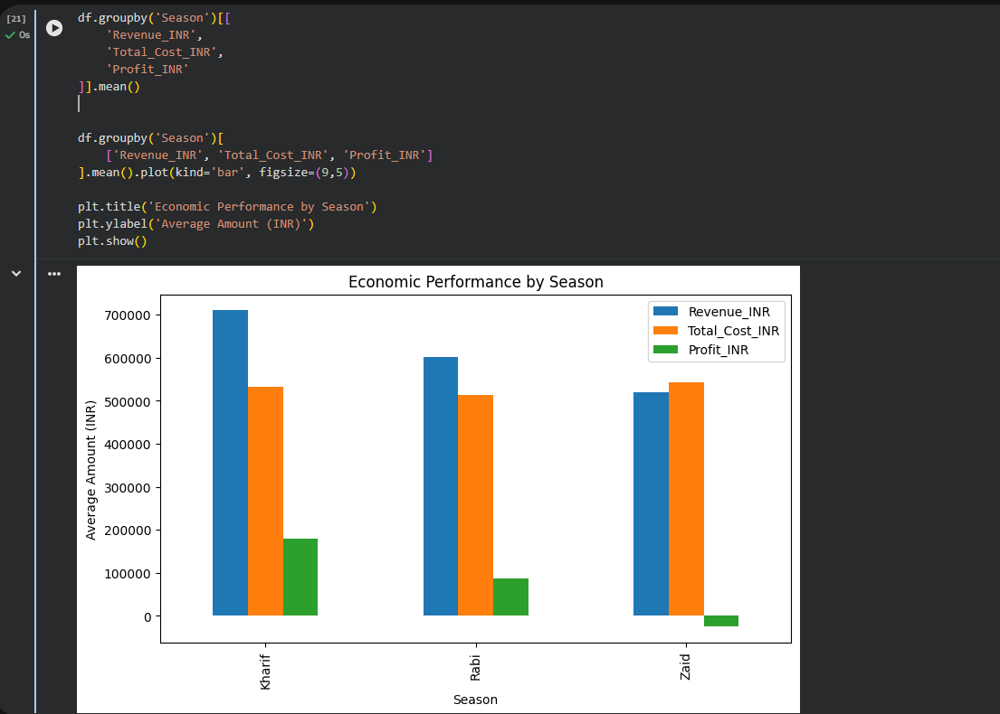 [21]
0s
df.groupby('Season')[[
    'Revenue_INR',
    'Total_Cost_INR',
    'Profit_INR'
]].mean()
df.groupby('Season')[
    ['Revenue_INR', 'Total_Cost_INR', 'Profit_INR']
].mean().plot(kind='bar', figsize=(9,5))
plt.title('Economic Performance by Season')
plt.ylabel('Average Amount (INR)')
plt.show()
Economic Performance by Season
Revenue_INR
Total_Cost_INR
Profit_INR
Average Amount (INR)
700000
600000
500000
400000
300000
200000
100000
0
Kharif
Rabi
Zaid
Season